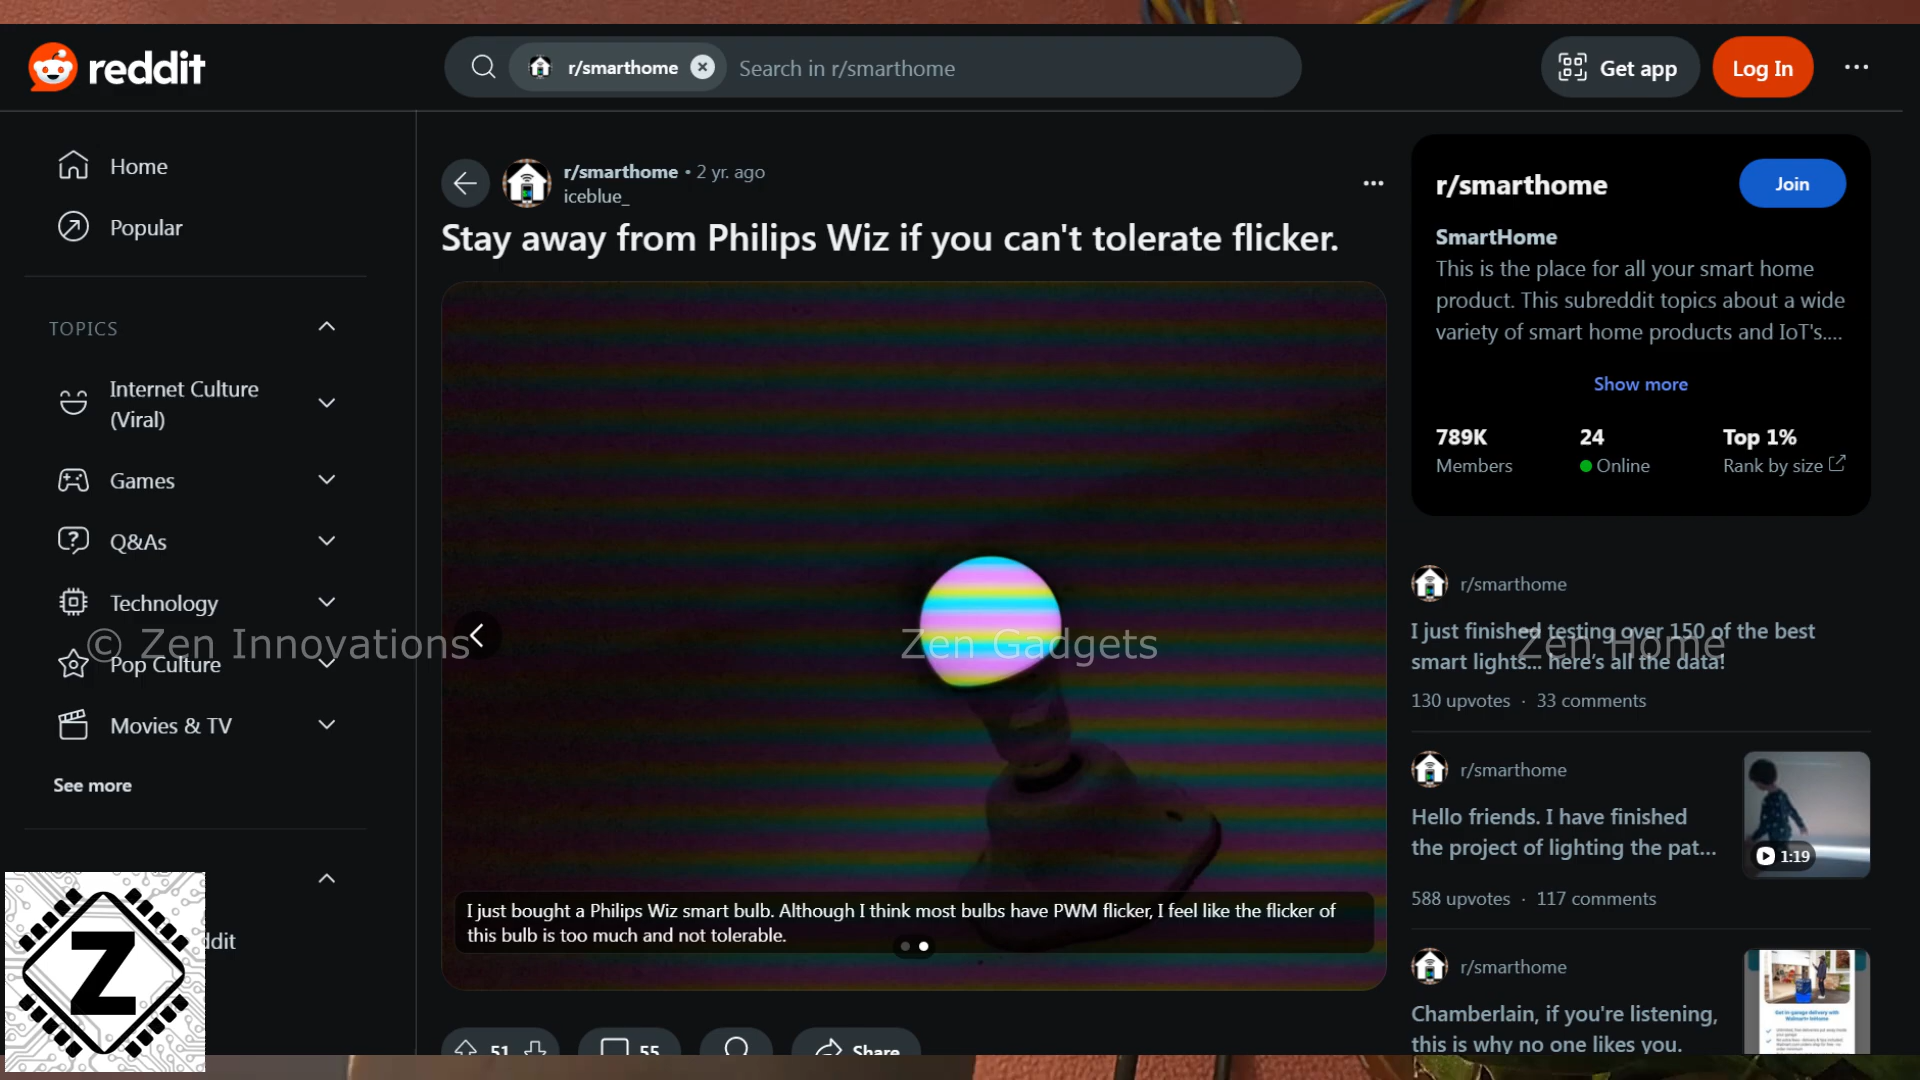 reddit
r/smarthome
Search in r/smarthome
Get app
Log In
Home
Popular
TOPICS
Internet Culture
(Viral)
Games
Q&As
Technology
Pop Culture
Movies & TV
See more
ddit
r/smarthome • 2 yr. ago
iceblue_
Stay away from Philips Wiz if you can't tolerate flicker.
I just bought a Philips Wiz smart bulb. Although I think most bulbs have PWM flicker, I feel like the flicker of
this bulb is too much and not tolerable.
51
55
Share
r/smarthome
Join
SmartHome
This is the place for all your smart home
product. This subreddit topics about a wide
variety of smart home products and IoT's....
Show more
789K
Members
24
Online
Top 1%
Rank by size
r/smarthome
I just finished testing over 150 of the best
smart lights... here's all the data!
130 upvotes · 33 comments
r/smarthome
Hello friends. I have finished
the project of lighting the pat...
1:19
588 upvotes · 117 comments
r/smarthome
Chamberlain, if you're listening,
this is why no one likes you.
© Zen Innovations
Zen Gadgets
Zen Home
Z